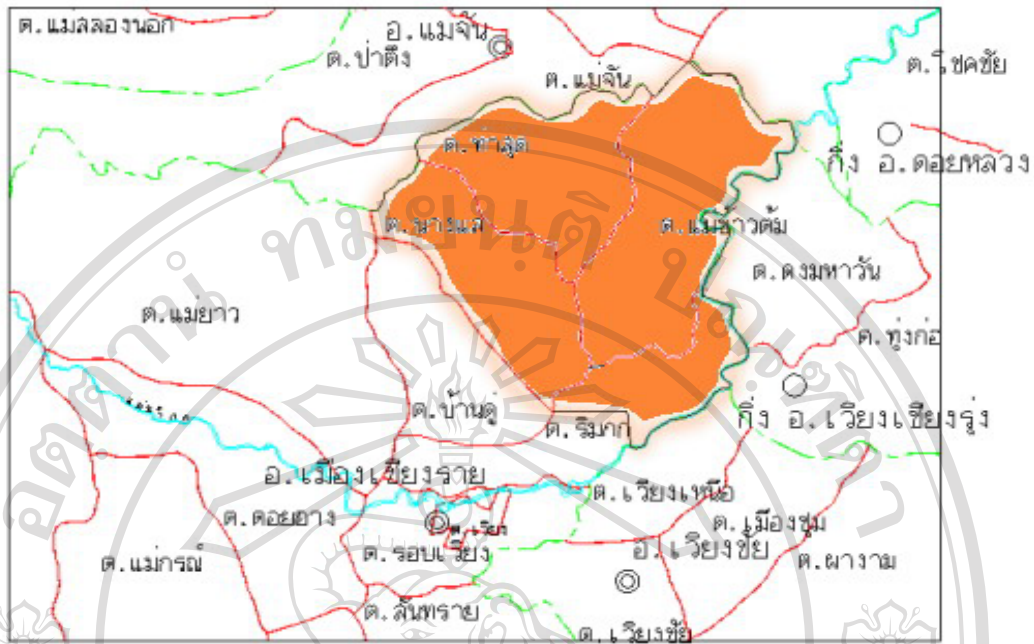 ต.แม่สลองนอก
อ.แม่จัน
ต.ป่าตึง
ต.แม่จัน
ต.โชคชัย
กิ่ง อ.ดอยหลวง
ต.ท่าสุด
ต.นางแล
ต.แม่ข้าวต้ม
ต.ดงมหาวัน
ต.แม่ยาว
ต.ทุ่งก่อ
ต.บ้านดู่
ต.ริมกก
กิ่ง อ.เวียงเชียงรุ่ง
อ.เมืองเชียงราย
ต.เวียงเหนือ
ต.ดอยฮาง
ต.เวียง
ต.เมืองชุม
ต.รอบเวียง
อ.เวียงชัย
ต.แม่กรณ์
ต.ผางาม
ต.สันทราย
ต.เวียงชัย